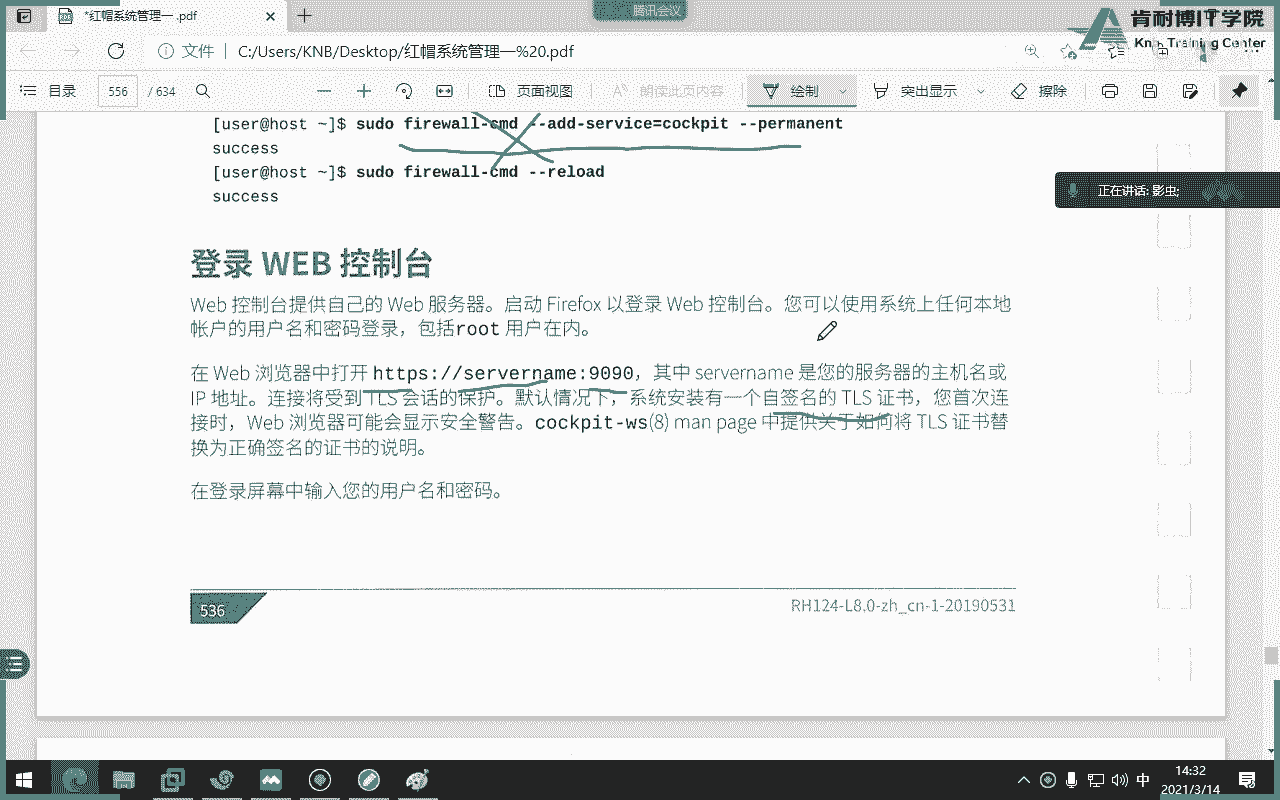 *红帽系统管理一 .pdf
腾讯会议
肯耐博IT学院
Knb Training Center
文件 C:/Users/KNB/Desktop/红帽系统管理一%20.pdf
目录 556 / 634 页面视图 朗读此页内容 绘制 突出显示 擦除
[user@host ~]$ sudo firewall-cmd --add-service=cockpit --permanent
success
[user@host ~]$ sudo firewall-cmd --reload
success
正在讲话: 影虫;
登录 WEB 控制台
Web 控制台提供自己的 Web 服务器。启动 Firefox 以登录 Web 控制台。您可以使用系统上任何本地
帐户的用户名和密码登录，包括root 用户在内。
在 Web 浏览器中打开 https://servername:9090，其中 servername 是您的服务器的主机名或
IP 地址。连接将受到 TLS 会话的保护。默认情况下，系统安装有一个自签名的 TLS 证书，您首次连
接时，Web 浏览器可能会显示安全警告。cockpit-ws(8) man page 中提供关于如何将 TLS 证书替
换为正确签名的证书的说明。
在登录屏幕中输入您的用户名和密码。
536
RH124-L8.0-zh_cn-1-20190531
中
14:32
2021/3/14